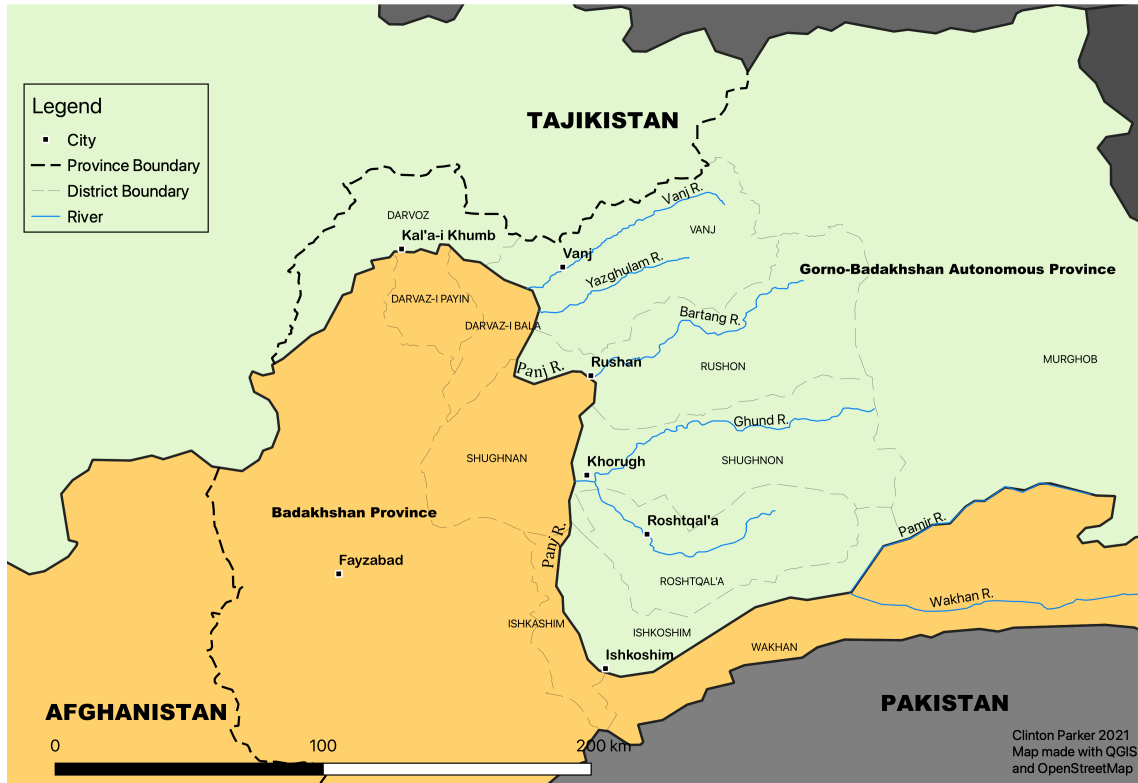 Legend
City
Province Boundary
District Boundary
River
TAJIKISTAN
Vanj R.
DARVOZ
VANJ
Kal'a-i Khumb
Vanj
Yazghulam R.
Gorno-Badakhshan Autonomous Province
DARVAZ-I PAYIN
DARVAZ-I BALA
Bartang R.
Panj R.
Rushan
RUSHON
MURGHOB
Ghund R.
SHUGHNAN
Khorugh
SHUGHNON
Badakhshan Province
Roshtqal'a
Pamir R.
Panj R.
Fayzabad
ROSHTQAL'A
Wakhan R.
ISHKASHIM
ISHKOSHIM
WAKHAN
Ishkoshim
AFGHANISTAN
PAKISTAN
0 100 200 km
Clinton Parker 2021
Map made with QGIS
and OpenStreetMap